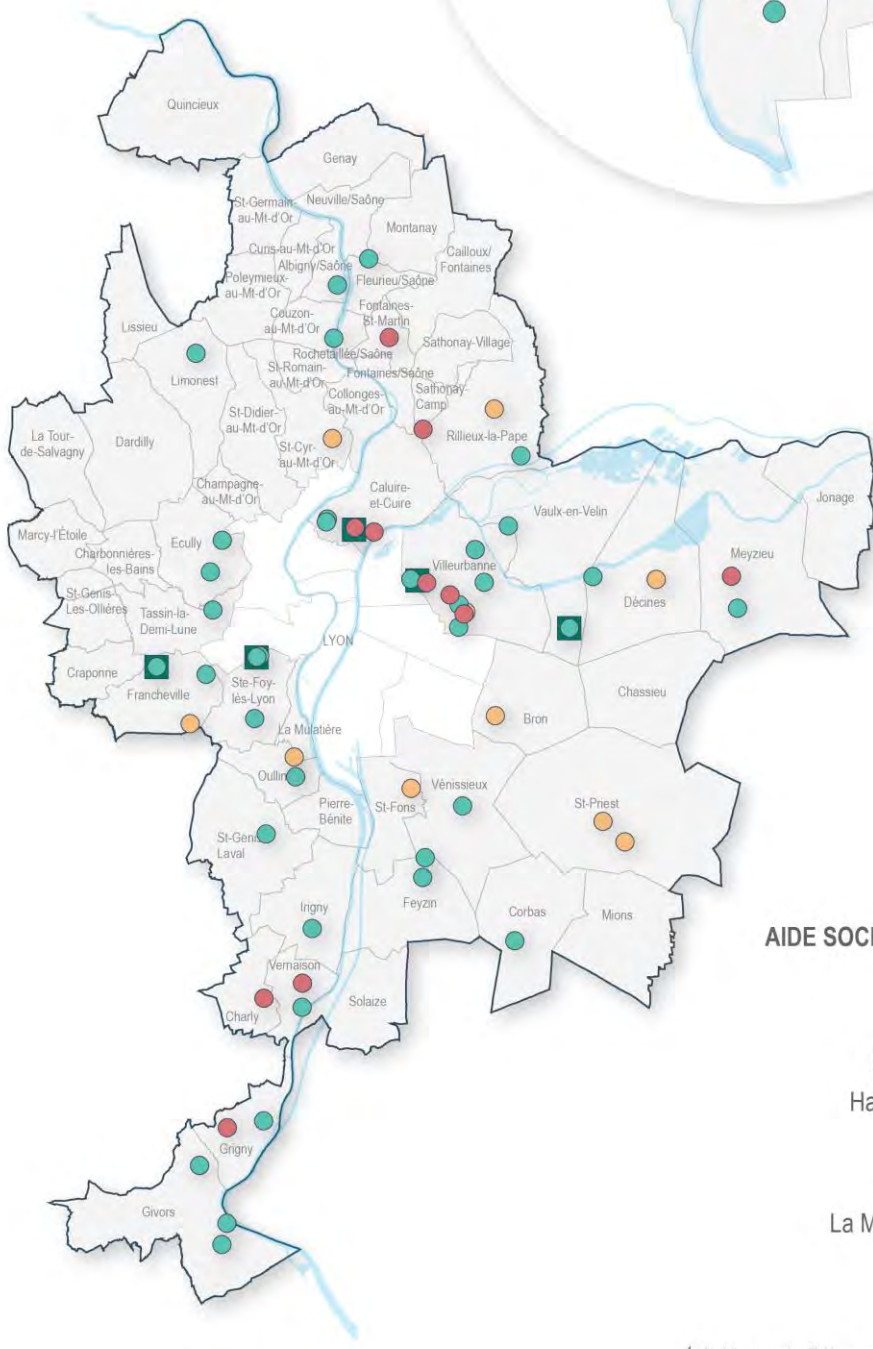 Quincieux
Genay
St-Germain-
au-Mt-d'Or
Neuville/Saône
Montanay
Curis-au-Mt-d'Or
Albigny/Saône
Cailloux/
Fontaines
Poleymieux-
au-Mt-d'Or
Fleurieu/Saône
Lissieu
Couzon-
au-Mt-d'Or
Fontaines-
St-Martin
Rochetaillée/Saône
Sathonay-Village
Limonest
St-Romain-
au-Mt-d'Or
Fontaines/Saône
Sathonay-
Camp
La Tour-
de-Salvagny
Dardilly
St-Didier-
au-Mt-d'Or
Collonges-
au-Mt-d'Or
St-Cyr-
au-Mt-d'Or
Rillieux-la-Pape
Champagne-
au-Mt-d'Or
Caluire-
et-Cuire
Vaulx-en-Velin
Jonage
Marcy-l'Étoile
Charbonnières-
les-Bains
Ecully
Villeurbanne
Meyzieu
Décines
St-Genis-
Les-Ollières
Tassin-la-
Demi-Lune
LYON
Craponne
Francheville
Ste-Foy-
lès-Lyon
Chassieu
La Mulatière
Bron
Oullin
Pierre-
Bénite
St-Fons
Vénissieux
St-Priest
St-Genis
Laval
Irigny
Feyzin
Corbas
Mions
AIDE SOCI
Vernaison
Charly
Solaize
Ha
Grigny
Givors
La M